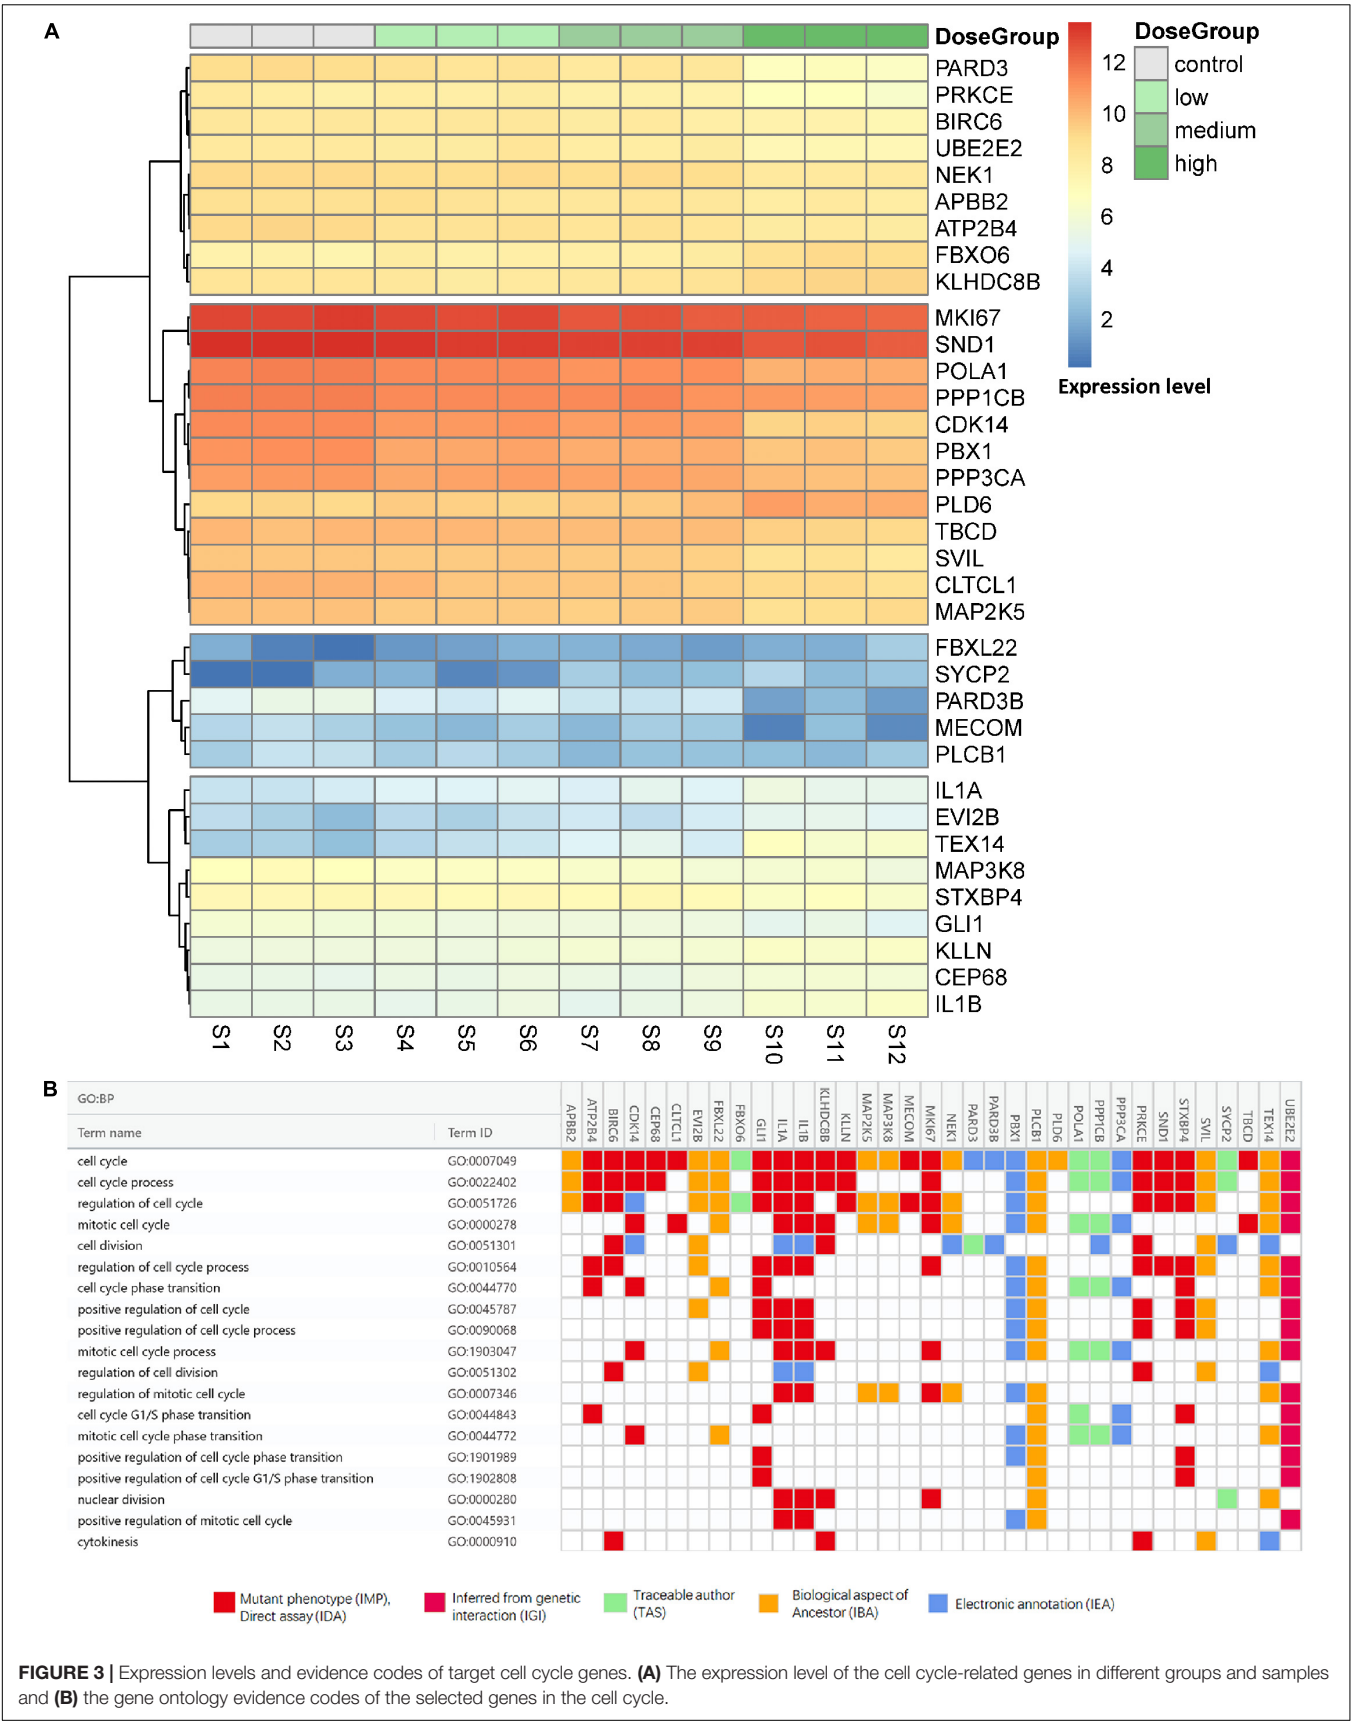 A
DoseGroup
PARD3
PRKCE
BIRC6
UBE2E2
NEK1
APBB2
ATP2B4
FBXO6
KLHDC8B
MKI67
SND1
POLA1
PPP1CB
CDK14
PBX1
PPP3CA
PLD6
TBCD
SVIL
CLTCL1
MAP2K5
FBXL22
SYCP2
PARD3B
MECOM
PLCB1
IL1A
EVI2B
TEX14
MAP3K8
STXBP4
GLI1
KLLN
CEP68
IL1B
12
10
8
6
4
2
Expression level
DoseGroup
control
low
medium
high
S1 S2 S3 S4 S5 S6 S7 S8 S9 S10 S11 S12
B
GO:BP
Term name Term ID
APBB2 ATP2B4 BIRC6 CDK14 CEP68 CLTCL1 EVI2B FBXL22 FBXO6 GLI1 IL1A IL1B KLHDC8B KLLN MAP2K5 MAP3K8 MECOM MKI67 NEK1 PARD3 PARD3B PBX1 PLCB1 PLD6 POLA1 PPP1CB PPP3CA PRKCE SND1 STXBP4 SVIL SYCP2 TBCD TEX14 UBE2E2
cell cycle GO:0007049
cell cycle process GO:0022402
regulation of cell cycle GO:0051726
mitotic cell cycle GO:0000278
cell division GO:0051301
regulation of cell cycle process GO:0010564
cell cycle phase transition GO:0044770
positive regulation of cell cycle GO:0045787
positive regulation of cell cycle process GO:0090068
mitotic cell cycle process GO:1903047
regulation of cell division GO:0051302
regulation of mitotic cell cycle GO:0007346
cell cycle G1/S phase transition GO:0044843
mitotic cell cycle phase transition GO:0044772
positive regulation of cell cycle phase transition GO:1901989
positive regulation of cell cycle G1/S phase transition GO:1902808
nuclear division GO:0000280
positive regulation of mitotic cell cycle GO:0045931
cytokinesis GO:0000910
Mutant phenotype (IMP),
Direct assay (IDA)
Inferred from genetic
interaction (IGI)
Traceable author
(TAS)
Biological aspect of
Ancestor (IBA)
Electronic annotation (IEA)
FIGURE 3 | Expression levels and evidence codes of target cell cycle genes. (A) The expression level of the cell cycle-related genes in different groups and samples
and (B) the gene ontology evidence codes of the selected genes in the cell cycle.